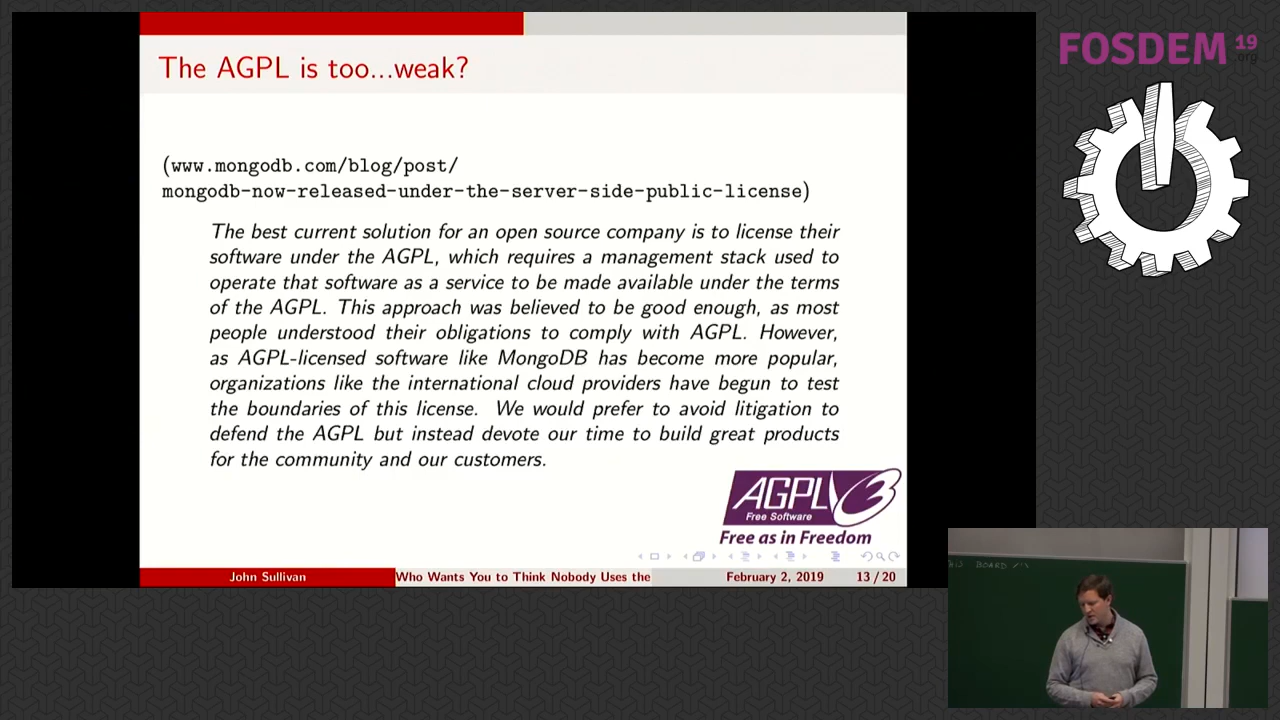 FOSDEM 19
.org
The AGPL is too...weak?
(www.mongodb.com/blog/post/
mongodb-now-released-under-the-server-side-public-license)
The best current solution for an open source company is to license their
software under the AGPL, which requires a management stack used to
operate that software as a service to be made available under the terms
of the AGPL. This approach was believed to be good enough, as most
people understood their obligations to comply with AGPL. However,
as AGPL-licensed software like MongoDB has become more popular,
organizations like the international cloud providers have begun to test
the boundaries of this license. We would prefer to avoid litigation to
defend the AGPL but instead devote our time to build great products
for the community and our customers.
AGPLv3
Free Software
Free as in Freedom
John Sullivan Who Wants You to Think Nobody Uses the February 2, 2019 13 / 20
BOARD